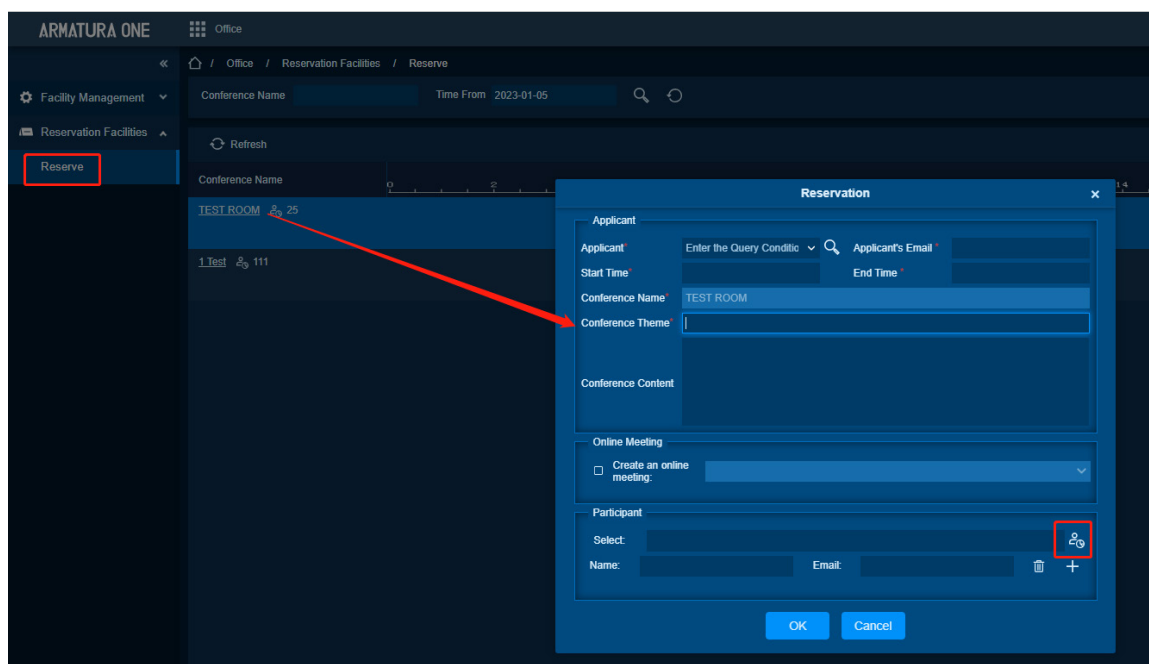 ARMATURA ONE
Office
« / Office / Reservation Facilities / Reserve
Facility Management
Conference Name
Time From 2023-01-05
Reservation Facilities
Refresh
Reserve
Conference Name
0 2 14
TEST ROOM 25
1 Test 111
Reservation ×
Applicant
Applicant* Enter the Query Conditic Applicant's Email *
Start Time* End Time *
Conference Name* TEST ROOM
Conference Theme*
Conference Content
Online Meeting
Create an online
meeting:
Participant
Select:
Name: Email:
OK Cancel